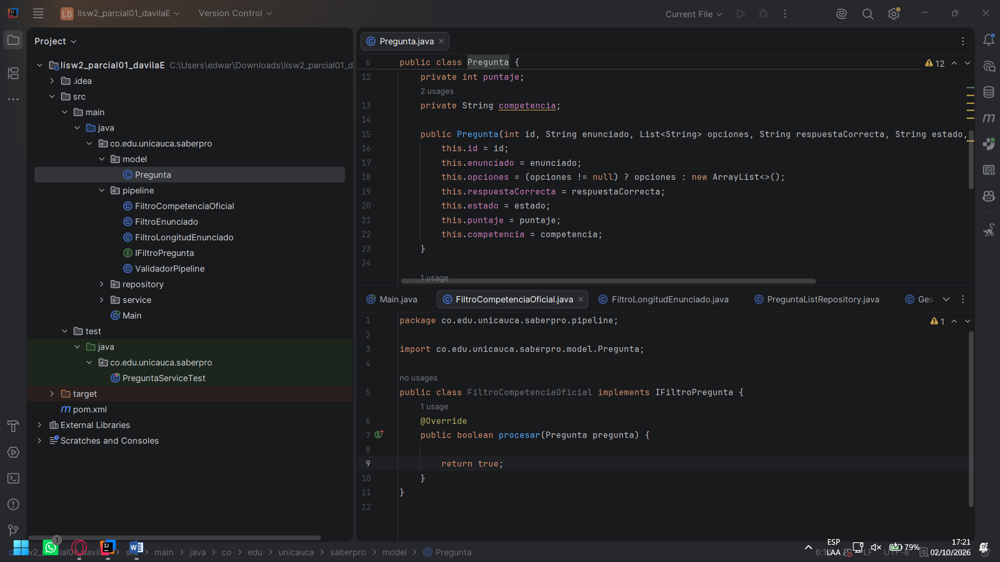 LD lisw2_parcial01_davilaE
Version Control
Current File
Project
lisw2_parcial01_davilaE C:\Users\edwar\Downloads\lisw2_parcial01_d
.idea
src
main
java
co.edu.unicauca.saberpro
model
Pregunta
pipeline
FiltroCompetenciaOficial
FiltroEnunciado
FiltroLongitudEnunciado
IFiltroPregunta
ValidadorPipeline
repository
service
Main
test
java
co.edu.unicauca.saberpro
PreguntaServiceTest
target
pom.xml
External Libraries
Scratches and Consoles
Pregunta.java
6 public class Pregunta {
12
12 private int puntaje;
2 usages
13 private String competencia;
14
15 public Pregunta(int id, String enunciado, List<String> opciones, String respuestaCorrecta, String estado,
16 this.id = id;
17 this.enunciado = enunciado;
18 this.opciones = (opciones != null) ? opciones : new ArrayList<>();
19 this.respuestaCorrecta = respuestaCorrecta;
20 this.estado = estado;
21 this.puntaje = puntaje;
22 this.competencia = competencia;
23 }
24
1 usage
Main.java FiltroCompetenciaOficial.java FiltroLongitudEnunciado.java PreguntaListRepository.java Ges
1 package co.edu.unicauca.saberpro.pipeline;
1
2
3 import co.edu.unicauca.saberpro.model.Pregunta;
4
no usages
5 public class FiltroCompetenciaOficial implements IFiltroPregunta {
1 usage
6 @Override
7 public boolean procesar(Pregunta pregunta) {
8
9 return true;
10 }
11 }
12
1
main > java > co > edu > unicauca > saberpro > model > Pregunta
ESP
LAA
LF
UTF-8
79%
17:21
02/10/2026